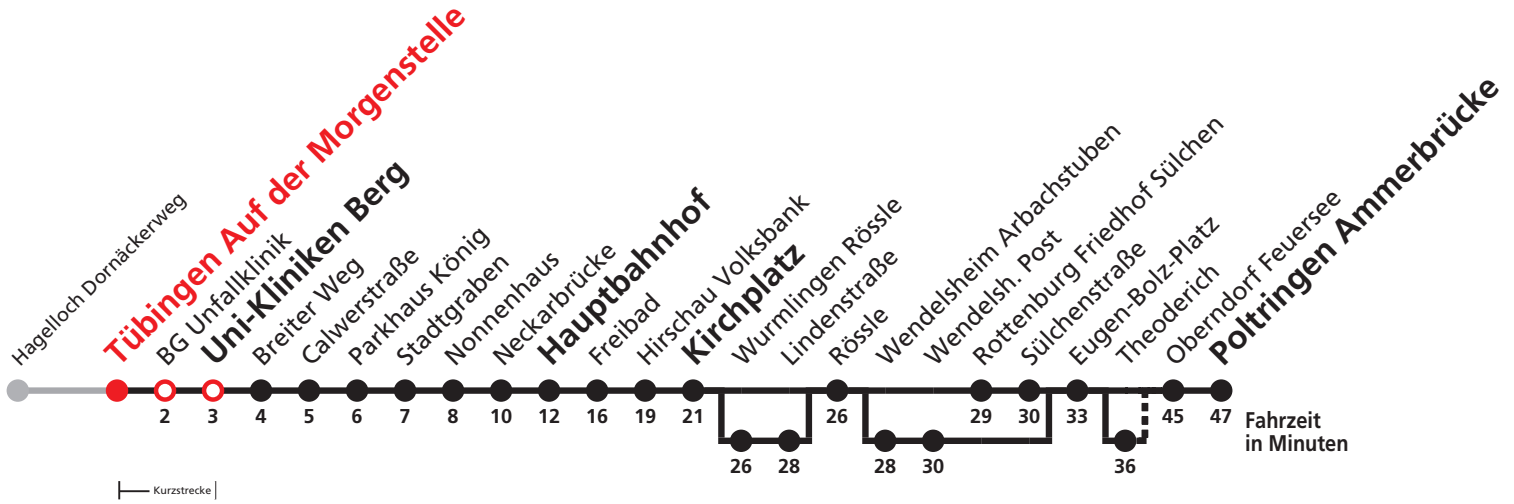 Hagelloch Dornäckerweg
Tübingen Auf der Morgenstelle
BG Unfallklinik
Uni-Kliniken Berg
Breiter Weg
Calwerstraße
Parkhaus König
Stadtgraben
Nonnenhaus
Neckarbrücke
Hauptbahnhof
Freibad
Hirschau Volksbank
Kirchplatz
Wurmlingen Rössle
Lindenstraße
Rössle
Wendelsheim Arbachstuben
Wendelsh. Post
Rottenburg Friedhof Sülchen
Sülchenstraße
Eugen-Bolz-Platz
Theoderich
Oberndorf Feuersee
Poltringen Ammerbrücke
2 3 4 5 6 7 8 10 12 16 19 21 26 29 30 33 45 47
Fahrzeit
in Minuten
26 28 28 30 36
Kurzstrecke